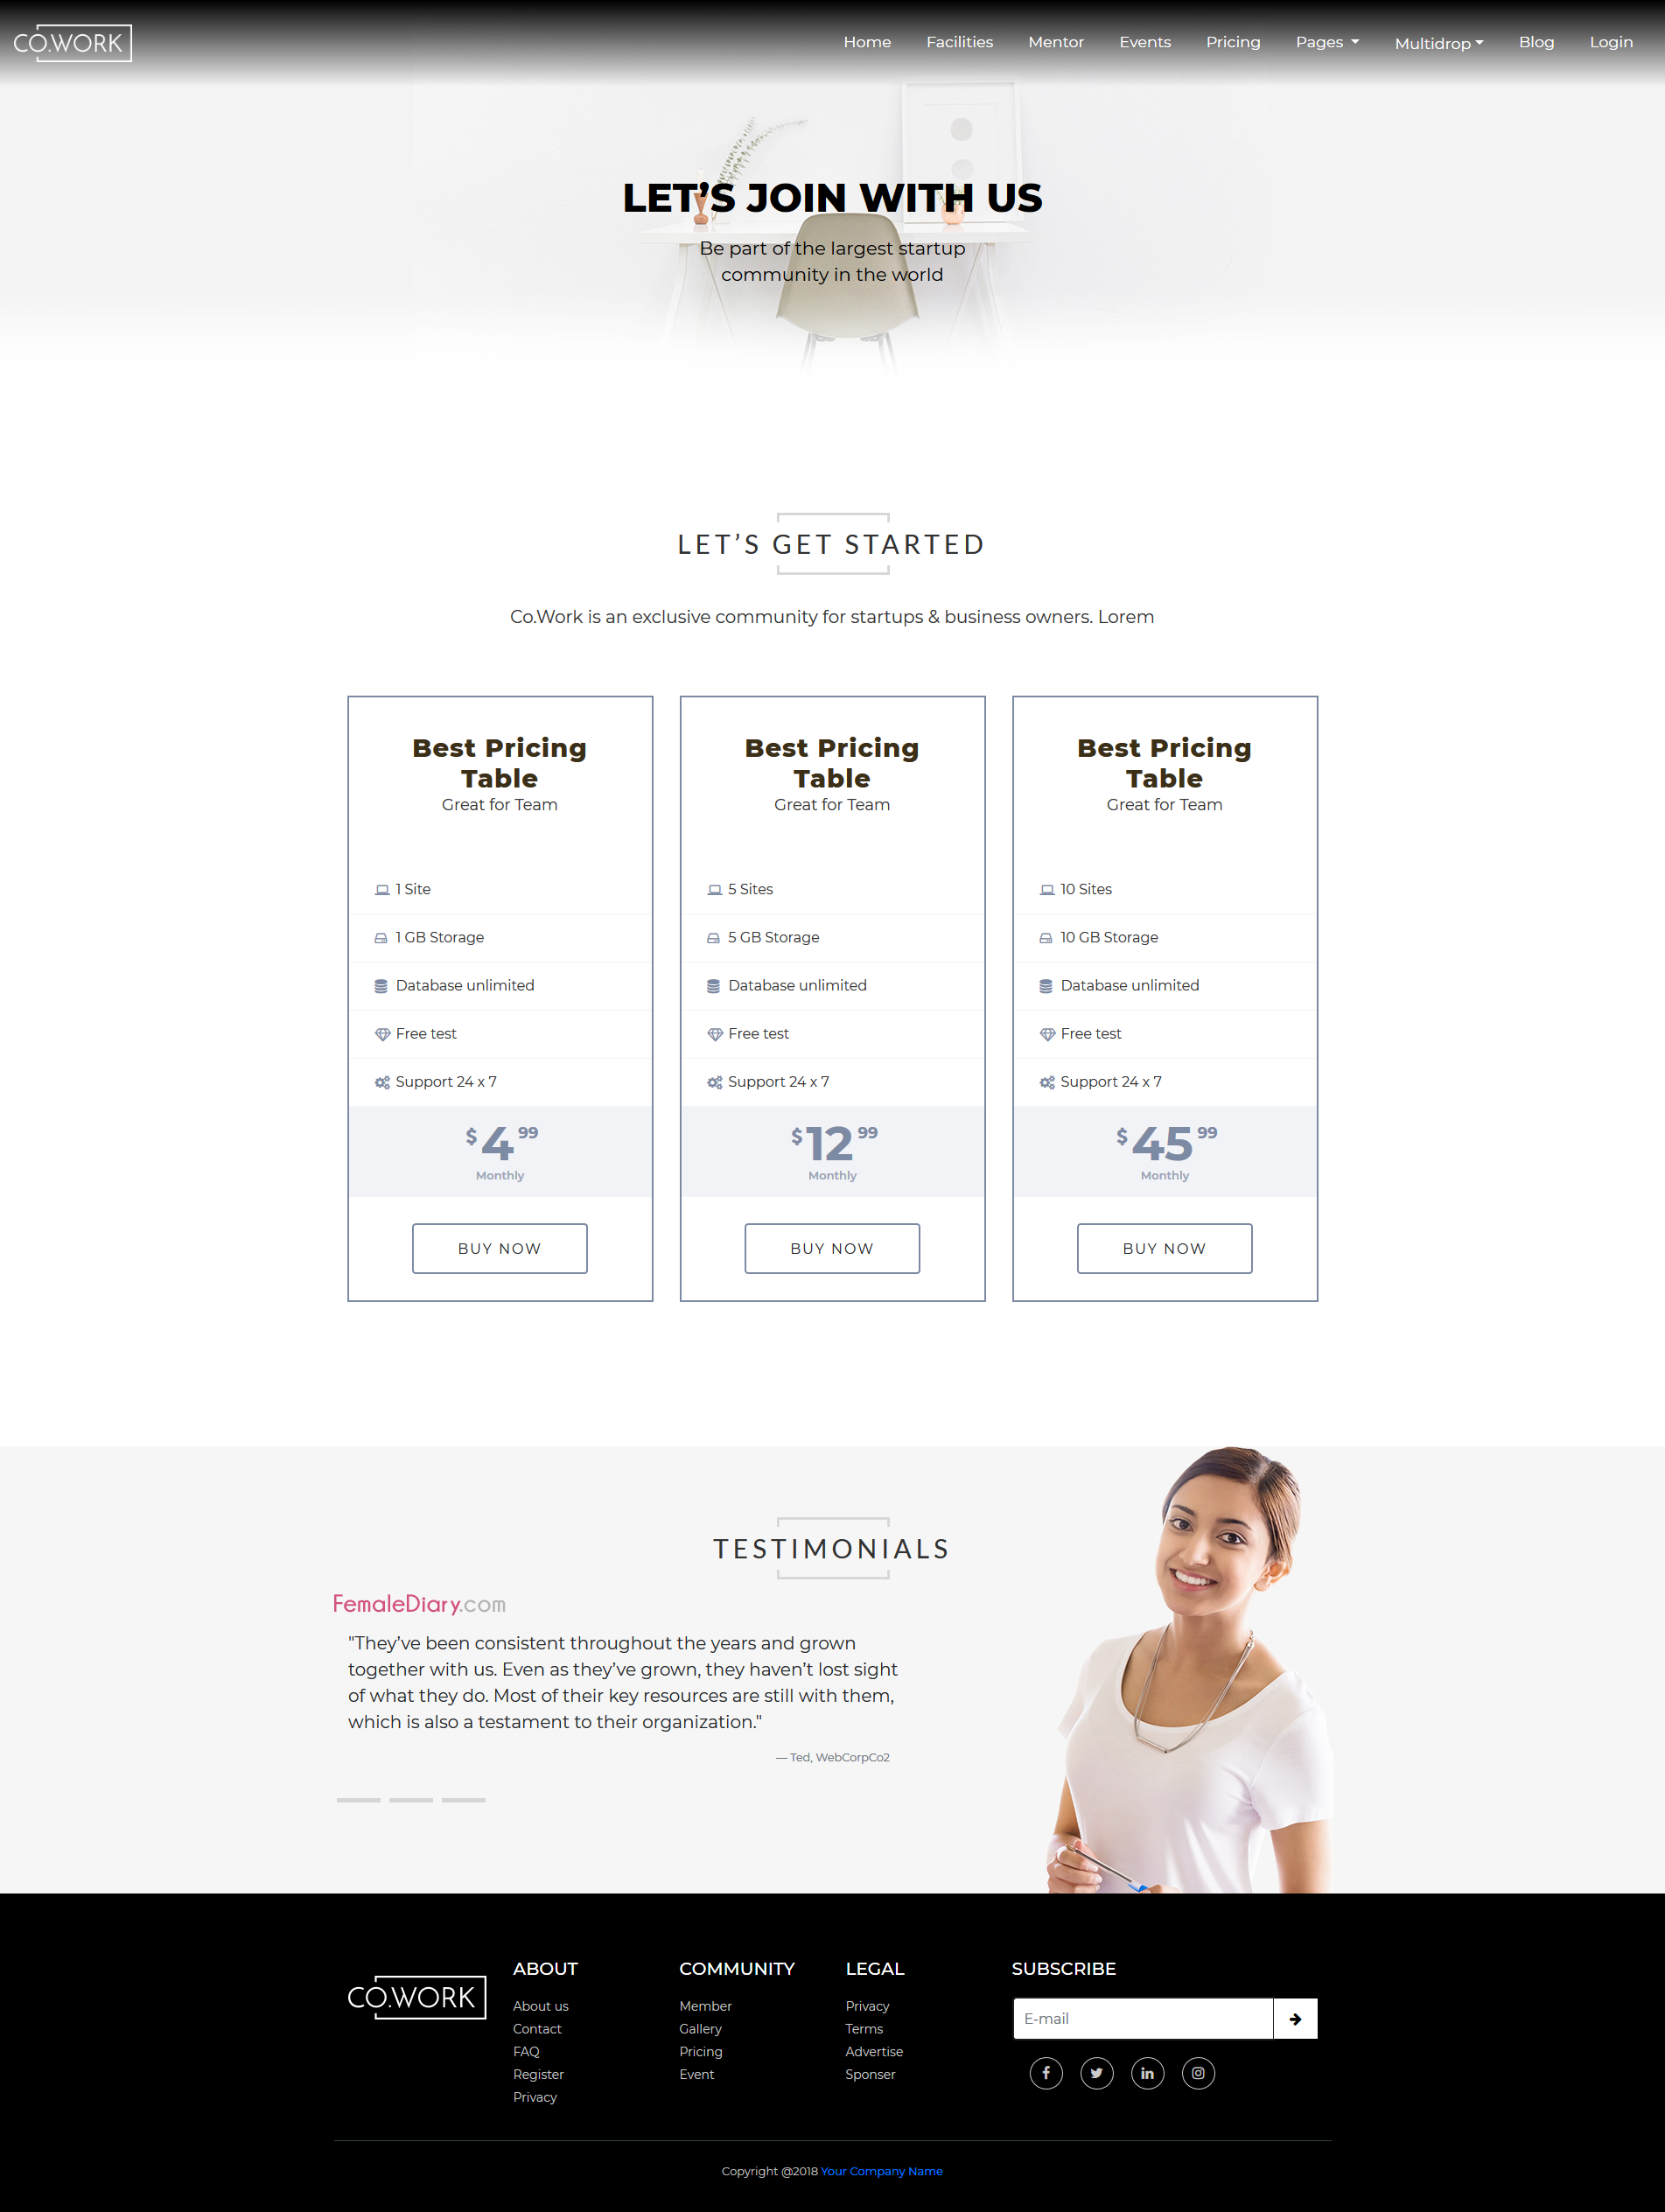 CO.WORK
Home Facilities Mentor Events Pricing Pages Multidrop Blog Login
LET’S JOIN WITH US
Be part of the largest startup
community in the world
LET’S GET STARTED
Co.Work is an exclusive community for startups & business owners. Lorem
Best Pricing
Table
Great for Team
1 Site
1 GB Storage
Database unlimited
Free test
Support 24 x 7
$ 4 99
Monthly
BUY NOW
Best Pricing
Table
Great for Team
5 Sites
5 GB Storage
Database unlimited
Free test
Support 24 x 7
$ 12 99
Monthly
BUY NOW
Best Pricing
Table
Great for Team
10 Sites
10 GB Storage
Database unlimited
Free test
Support 24 x 7
$ 45 99
Monthly
BUY NOW
TESTIMONIALS
FemaleDiary.com
"They’ve been consistent throughout the years and grown
together with us. Even as they’ve grown, they haven’t lost sight
of what they do. Most of their key resources are still with them,
which is also a testament to their organization."
— Ted, WebCorpCo2
CO.WORK
ABOUT
About us
Contact
FAQ
Register
Privacy
COMMUNITY
Member
Gallery
Pricing
Event
LEGAL
Privacy
Terms
Advertise
Sponser
SUBSCRIBE
E-mail
Copyright @2018 Your Company Name